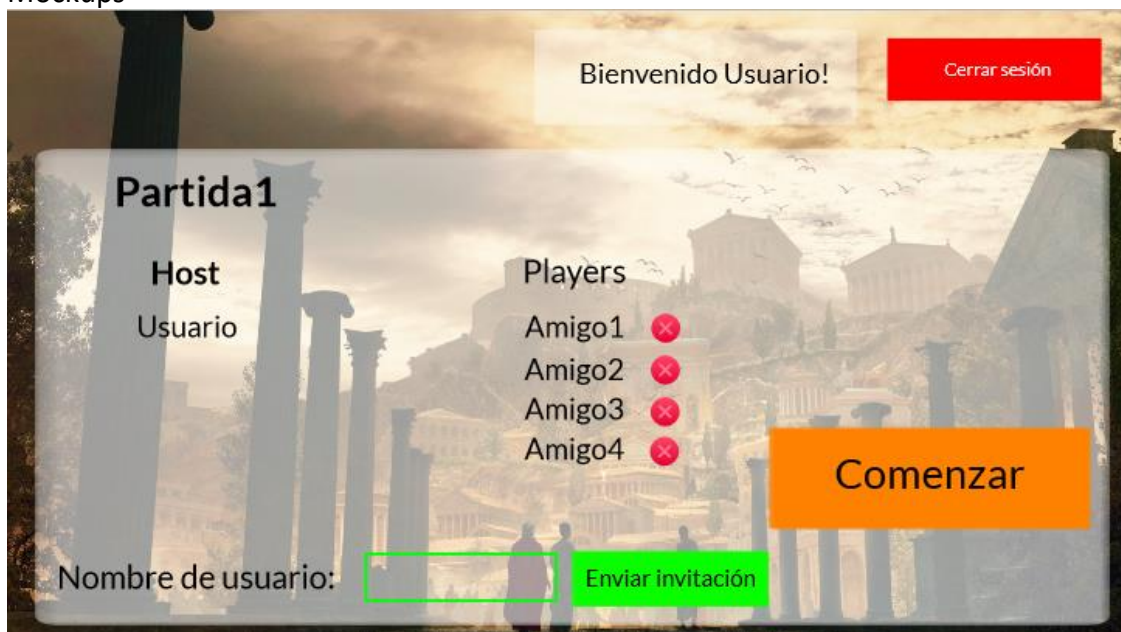 Mockups
Bienvenido Usuario!
Cerrar sesión
Partida1
Host
Players
Usuario
Amigo1
Amigo2
Amigo3
Amigo4
Comenzar
Nombre de usuario:
Enviar invitación